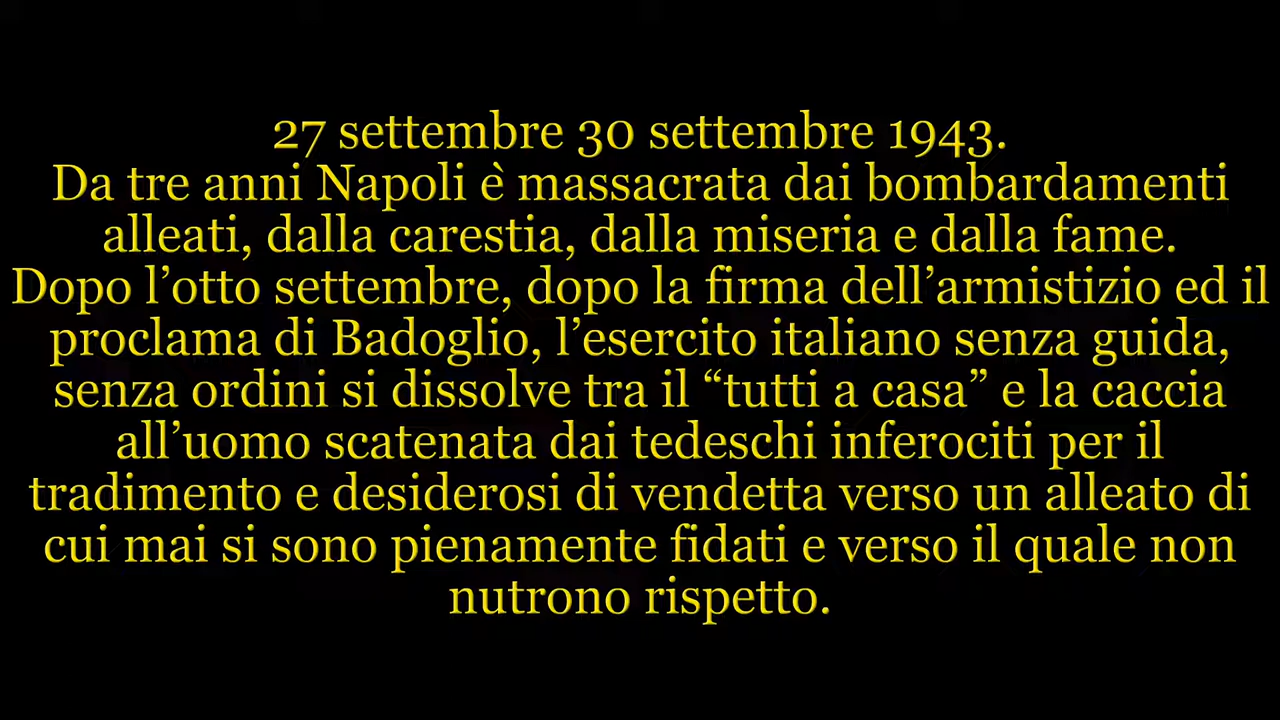 27 settembre 30 settembre 1943.
Da tre anni Napoli è massacrata dai bombardamenti
alleati, dalla carestia, dalla miseria e dalla fame.
Dopo l’otto settembre, dopo la firma dell’armistizio ed il
proclama di Badoglio, l’esercito italiano senza guida,
senza ordini si dissolve tra il “tutti a casa” e la caccia
all’uomo scatenata dai tedeschi inferociti per il
tradimento e desiderosi di vendetta verso un alleato di
cui mai si sono pienamente fidati e verso il quale non
nutrono rispetto.